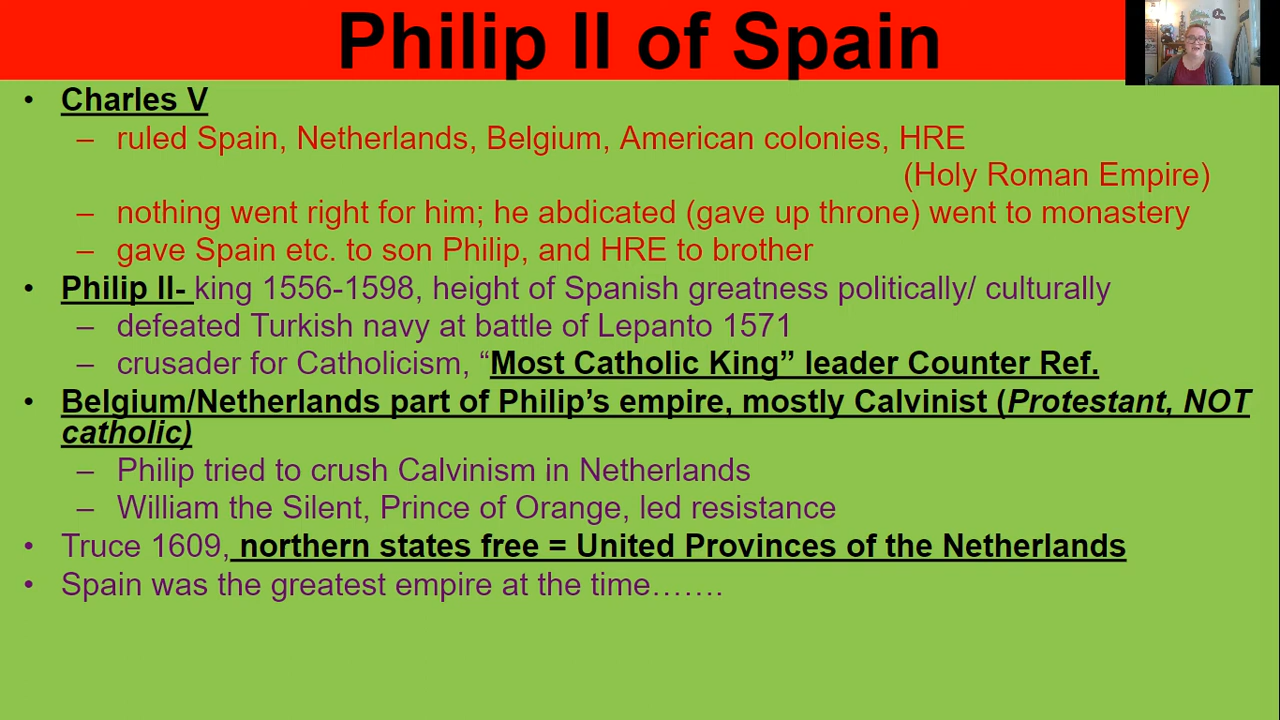 Philip II of Spain
• Charles V
– ruled Spain, Netherlands, Belgium, American colonies, HRE
(Holy Roman Empire)
– nothing went right for him; he abdicated (gave up throne) went to monastery
– gave Spain etc. to son Philip, and HRE to brother
• Philip II- king 1556-1598, height of Spanish greatness politically/ culturally
– defeated Turkish navy at battle of Lepanto 1571
– crusader for Catholicism, “Most Catholic King” leader Counter Ref.
• Belgium/Netherlands part of Philip’s empire, mostly Calvinist (Protestant, NOT
catholic)
– Philip tried to crush Calvinism in Netherlands
– William the Silent, Prince of Orange, led resistance
• Truce 1609, northern states free = United Provinces of the Netherlands
• Spain was the greatest empire at the time…….